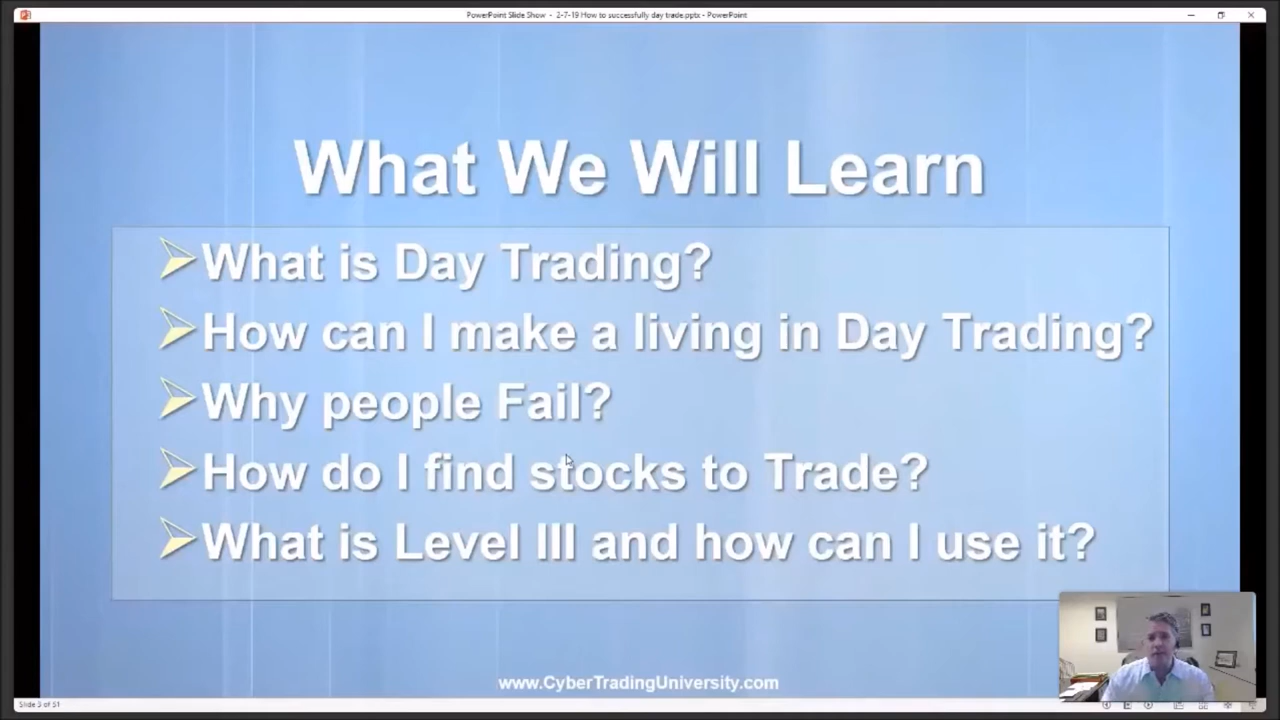 PowerPoint Slide Show - 2-7-19 How to successfully day trade.pptx - PowerPoint
What We Will Learn
What is Day Trading?
How can I make a living in Day Trading?
Why people Fail?
How do I find stocks to Trade?
What is Level III and how can I use it?
www.CyberTradingUniversity.com
Slide 3 of 51